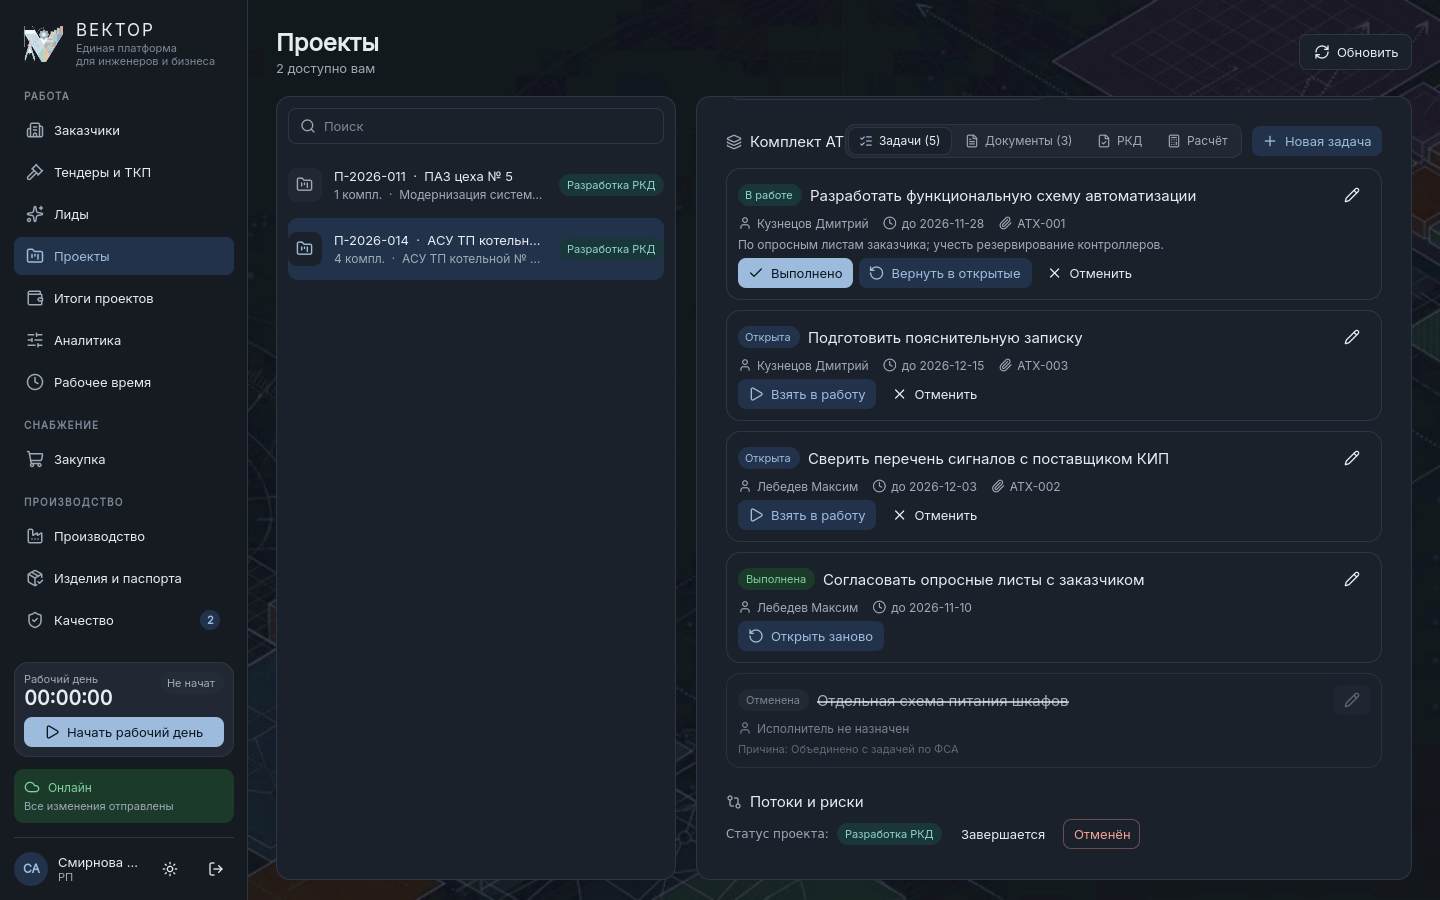 ВЕКТОР
Единая платформа
для инженеров и бизнеса
РАБОТА
Заказчики
Тендеры и ТКП
Лиды
Проекты
Итоги проектов
Аналитика
Рабочее время
СНАБЖЕНИЕ
Закупка
ПРОИЗВОДСТВО
Производство
Изделия и паспорта
Качество 2
Рабочий день
Не начат
00:00:00
Начать рабочий день
Онлайн
Все изменения отправлены
СА
Смирнова ...
РП
Проекты
2 доступно вам
Обновить
Поиск
П-2026-011 · ПАЗ цеха № 5
1 компл. · Модернизация систем...
Разработка РКД
П-2026-014 · АСУ ТП котельн...
4 компл. · АСУ ТП котельной № ...
Разработка РКД
Комплект АТ
Задачи (5)
Документы (3)
РКД
Расчёт
Новая задача
В работе Разработать функциональную схему автоматизации
Кузнецов Дмитрий до 2026-11-28 АТХ-001
По опросным листам заказчика; учесть резервирование контроллеров.
Выполнено Вернуть в открытые Отменить
Открыта Подготовить пояснительную записку
Кузнецов Дмитрий до 2026-12-15 АТХ-003
Взять в работу Отменить
Открыта Сверить перечень сигналов с поставщиком КИП
Лебедев Максим до 2026-12-03 АТХ-002
Взять в работу Отменить
Выполнена Согласовать опросные листы с заказчиком
Лебедев Максим до 2026-11-10
Открыть заново
Отменена Отдельная схема питания шкафов
Исполнитель не назначен
Причина: Объединено с задачей по ФСА
Потоки и риски
Статус проекта: Разработка РКД Завершается Отменён